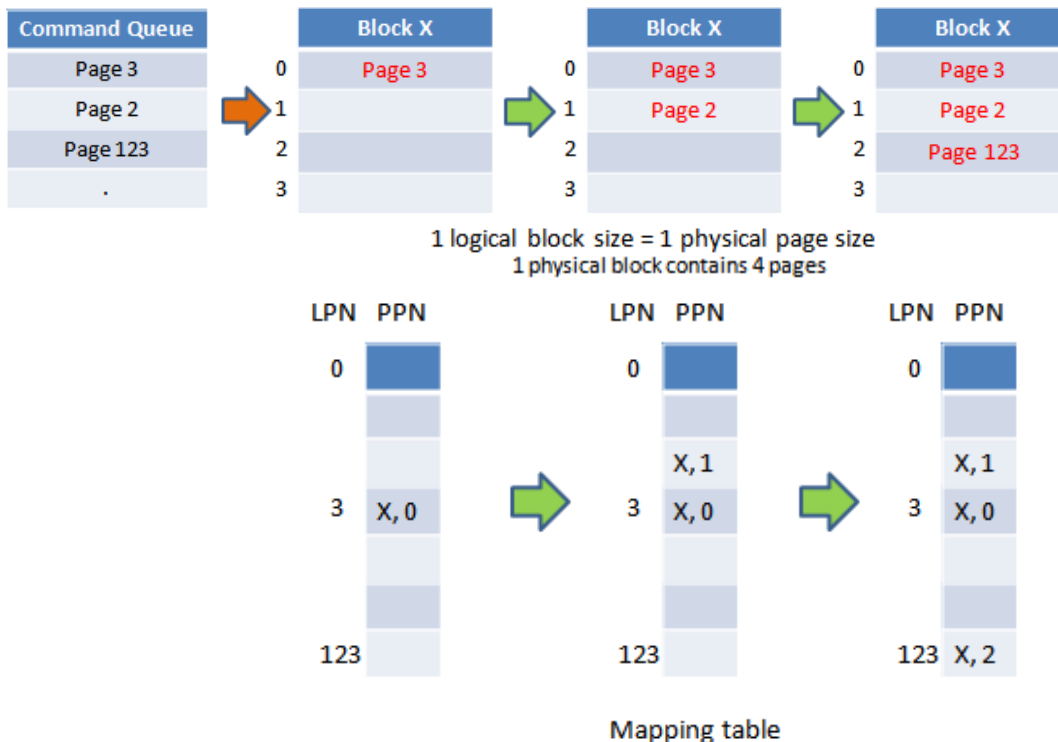 Command Queue Block X Block X Block X
Page 3 0 Page 3 0 Page 3 0 Page 3
Page 2 1 1 Page 2 1 Page 2
Page 123 2 2 2 Page 123
. 3 3 3
1 logical block size = 1 physical page size
1 physical block contains 4 pages
LPN PPN LPN PPN LPN PPN
0 0 0
X, 1 X, 1
3 X, 0 3 X, 0 3 X, 0
123 123 123 X, 2
Mapping table